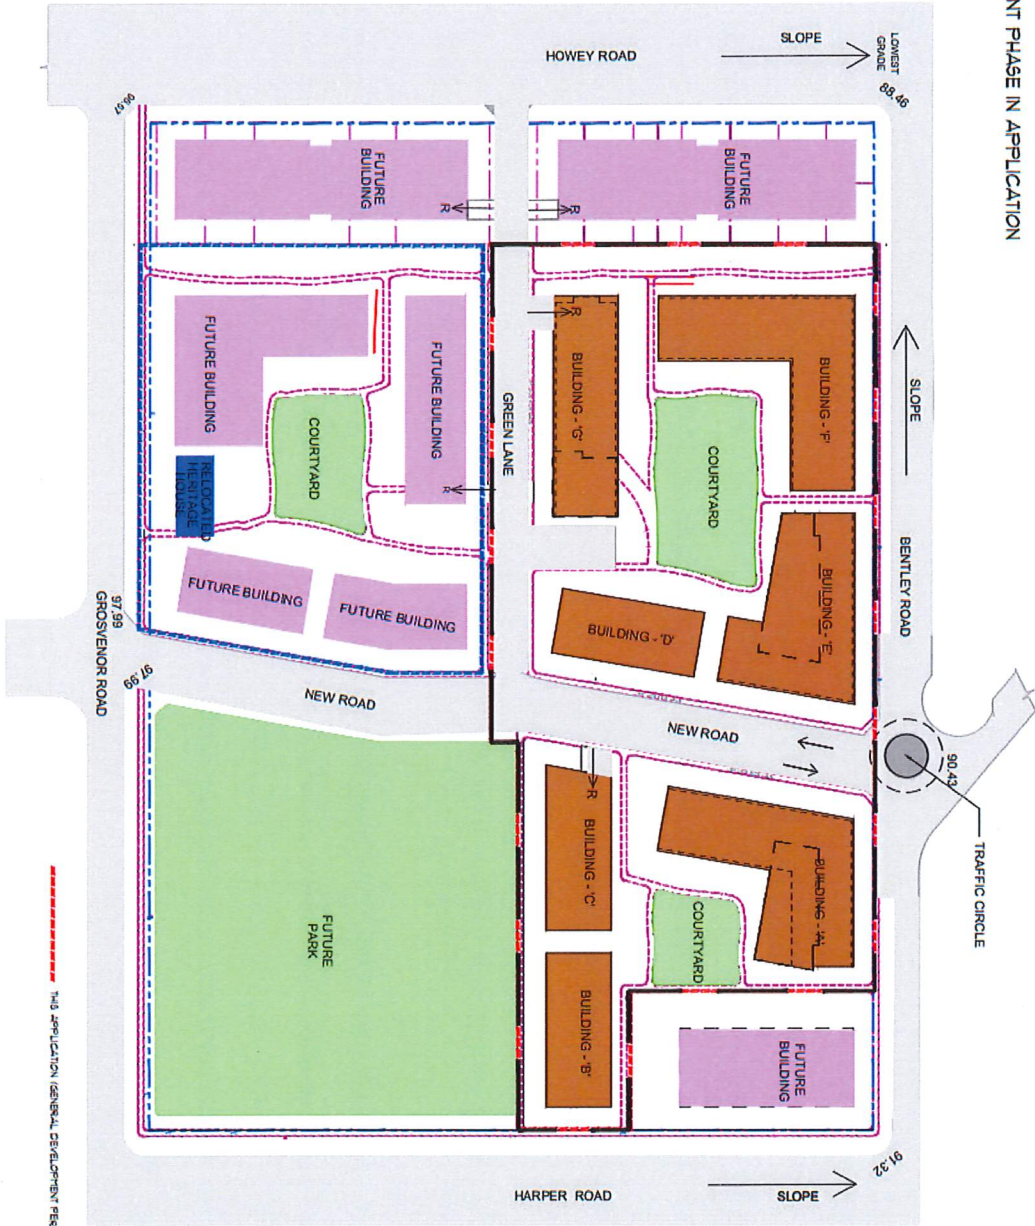 NT PHASE IN APPLICATION
HOWEY ROAD
SLOPE
LOWEST
GRADE
88.46
96.67
FUTURE
BUILDING
FUTURE
BUILDING
R
R
FUTURE BUILDING
FUTURE BUILDING
R
COURTYARD
RELOCATED
HERITAGE
HOUSE
FUTURE BUILDING
FUTURE BUILDING
GREEN LANE
R
BUILDING - 'G'
BUILDING - 'F'
COURTYARD
BUILDING - 'E'
BUILDING - 'D'
SLOPE
BENTLEY ROAD
97.99
GROSVENOR ROAD
97.99
NEW ROAD
NEW ROAD
90.43
TRAFFIC CIRCLE
R
BUILDING - 'C'
BUILDING - 'A'
COURTYARD
BUILDING - 'B'
FUTURE
BUILDING
FUTURE
PARK
91.32
HARPER ROAD
SLOPE
THIS APPLICATION (GENERAL DEVELOPMENT PER